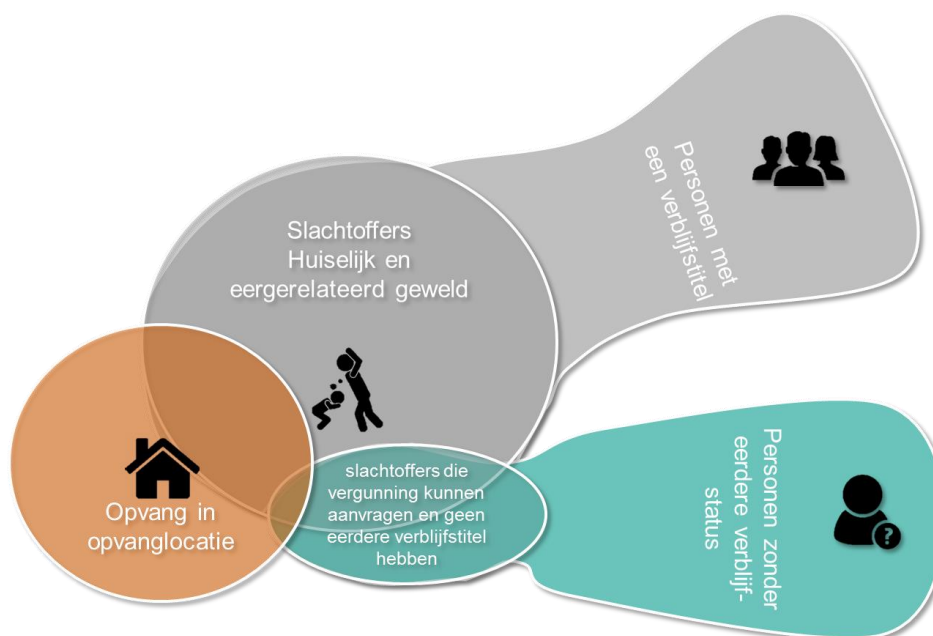 Slachtoffers
Huiselijk en
eergerelateerd geweld
Personen met
een verblijfstitel
Opvang in
opvanglocatie
slachtoffers die
vergunning kunnen
aanvragen en geen
eerdere verblijfstitel
hebben
Personen zonder
eerdere verblijf-
status
?